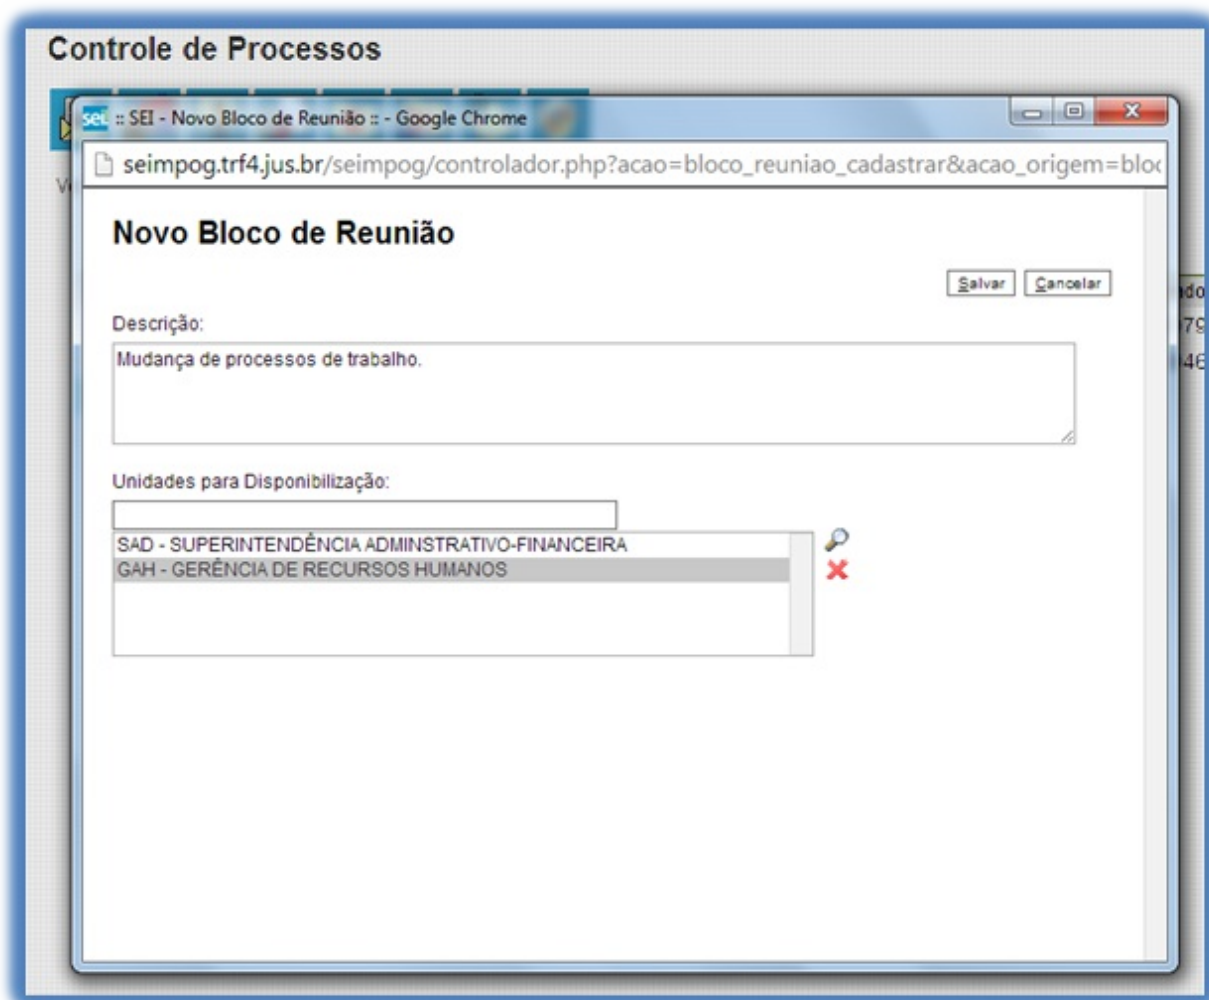 Controle de Processos
sei. :: SEI - Novo Bloco de Reunião :: - Google Chrome
seimpog.trf4.jus.br/seimpog/controlador.php?acao=bloco_reuniao_cadastrar&acao_origem=bloc
Novo Bloco de Reunião
Salvar Cancelar
Descrição:
Mudança de processos de trabalho.
Unidades para Disponibilização:
SAD - SUPERINTENDÊNCIA ADMINSTRATIVO-FINANCEIRA
GAH - GERÊNCIA DE RECURSOS HUMANOS